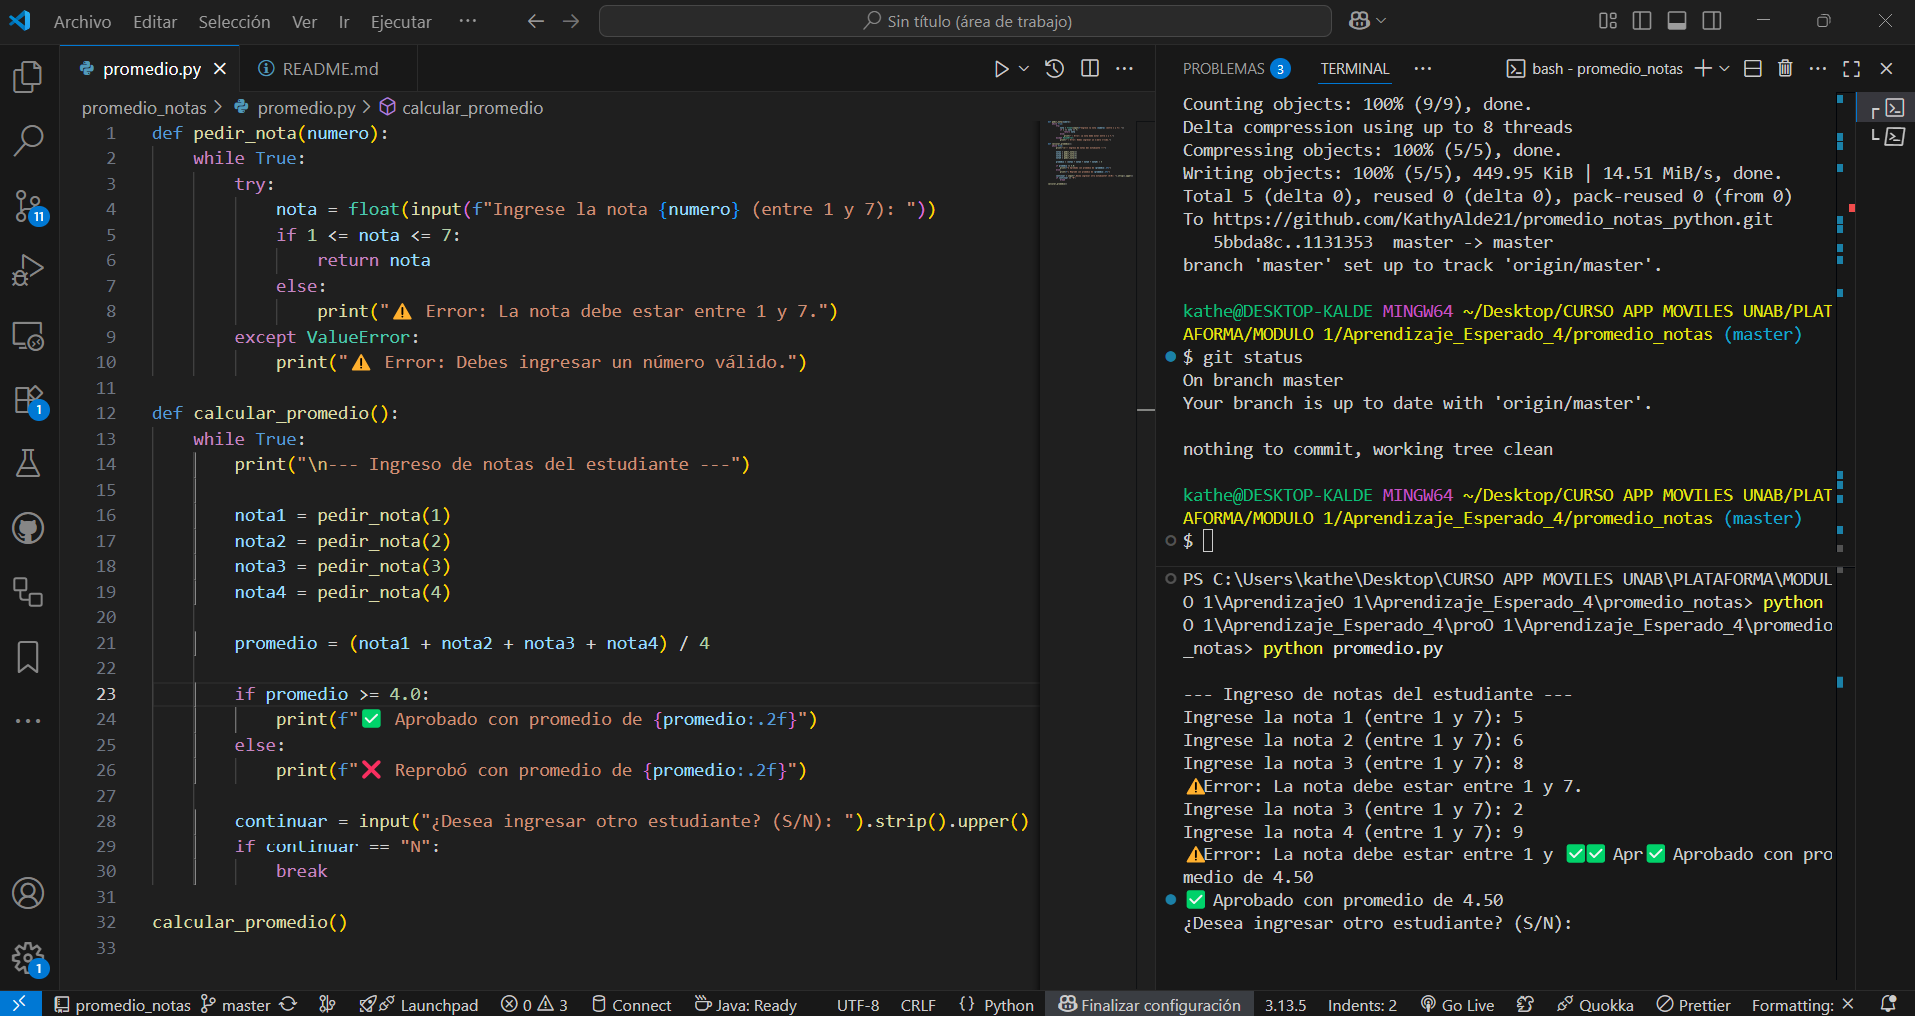 Archivo Editar Selección Ver Ir Ejecutar ···
Sin título (área de trabajo)
promedio.py
README.md
promedio_notas > promedio.py > calcular_promedio
1 def pedir_nota(numero):
2 while True:
3 try:
4 nota = float(input(f"Ingrese la nota {numero} (entre 1 y 7): "))
5 if 1 <= nota <= 7:
6 return nota
7 else:
8 print("⚠️ Error: La nota debe estar entre 1 y 7.")
9 except ValueError:
10 print("⚠️ Error: Debes ingresar un número válido.")
11
12 def calcular_promedio():
13 while True:
14 print("\n--- Ingreso de notas del estudiante ---")
15
16 nota1 = pedir_nota(1)
17 nota2 = pedir_nota(2)
18 nota3 = pedir_nota(3)
19 nota4 = pedir_nota(4)
20
21 promedio = (nota1 + nota2 + nota3 + nota4) / 4
22
23 if promedio >= 4.0:
24 print(f"✅ Aprobado con promedio de {promedio:.2f}")
25 else:
26 print(f"❌ Reprobó con promedio de {promedio:.2f}")
27
28 continuar = input("¿Desea ingresar otro estudiante? (S/N): ").strip().upper()
29 if continuar == "N":
30 break
31
32 calcular_promedio()
33
11
1
1
PROBLEMAS 3 TERMINAL ··· bash - promedio_notas
Counting objects: 100% (9/9), done.
Delta compression using up to 8 threads
Compressing objects: 100% (5/5), done.
Writing objects: 100% (5/5), 449.95 KiB | 14.51 MiB/s, done.
Total 5 (delta 0), reused 0 (delta 0), pack-reused 0 (from 0)
To https://github.com/KathyAlde21/promedio_notas_python.git
5bbda8c..1131353 master -> master
branch 'master' set up to track 'origin/master'.
kathe@DESKTOP-KALDE MINGW64 ~/Desktop/CURSO APP MOVILES UNAB/PLAT
AFORMA/MODULO 1/Aprendizaje_Esperado_4/promedio_notas (master)
$ git status
On branch master
Your branch is up to date with 'origin/master'.
nothing to commit, working tree clean
kathe@DESKTOP-KALDE MINGW64 ~/Desktop/CURSO APP MOVILES UNAB/PLAT
AFORMA/MODULO 1/Aprendizaje_Esperado_4/promedio_notas (master)
$
PS C:\Users\kathe\Desktop\CURSO APP MOVILES UNAB\PLATAFORMA\MODUL
O 1\AprendizajeO 1\Aprendizaje_Esperado_4\promedio_notas> python
O 1\Aprendizaje_Esperado_4\proO 1\Aprendizaje_Esperado_4\promedio
_notas> python promedio.py
--- Ingreso de notas del estudiante ---
Ingrese la nota 1 (entre 1 y 7): 5
Ingrese la nota 2 (entre 1 y 7): 6
Ingrese la nota 3 (entre 1 y 7): 8
⚠️Error: La nota debe estar entre 1 y 7.
Ingrese la nota 3 (entre 1 y 7): 2
Ingrese la nota 4 (entre 1 y 7): 9
⚠️Error: La nota debe estar entre 1 y ✅✅ Apr✅ Aprobado con pro
medio de 4.50
✅ Aprobado con promedio de 4.50
¿Desea ingresar otro estudiante? (S/N):
promedio_notas master Launchpad 0 3 Connect Java: Ready UTF-8 CRLF {} Python Finalizar configuración 3.13.5 Indents: 2 Go Live Quokka Prettier Formatting: ×